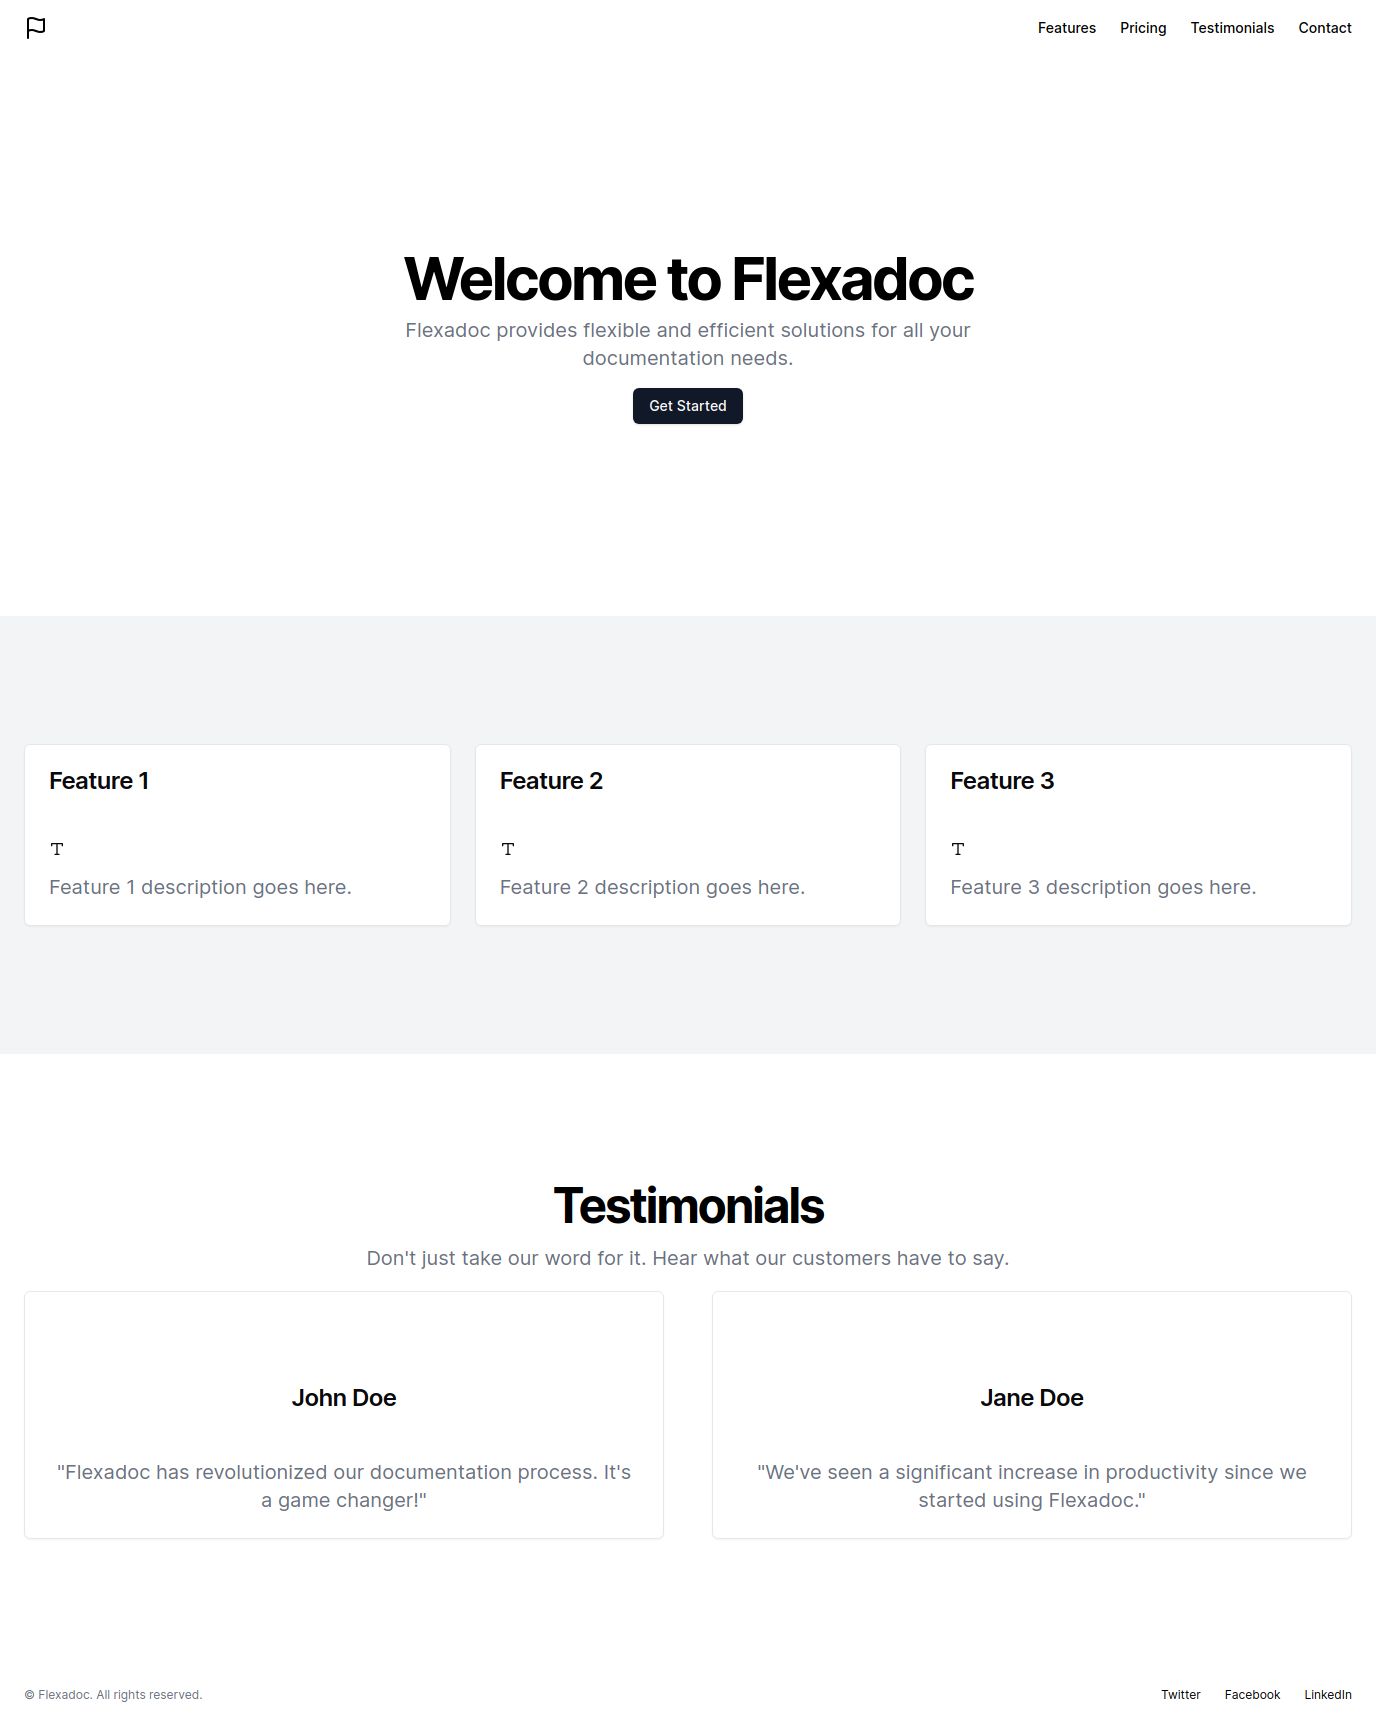 Features Pricing Testimonials Contact
Welcome to Flexadoc
Flexadoc provides flexible and efficient solutions for all your
documentation needs.
Get Started
Feature 1
Feature 1 description goes here.
Feature 2
Feature 2 description goes here.
Feature 3
Feature 3 description goes here.
Testimonials
Don't just take our word for it. Hear what our customers have to say.
John Doe
"Flexadoc has revolutionized our documentation process. It's
a game changer!"
Jane Doe
"We've seen a significant increase in productivity since we
started using Flexadoc."
© Flexadoc. All rights reserved.
Twitter Facebook LinkedIn